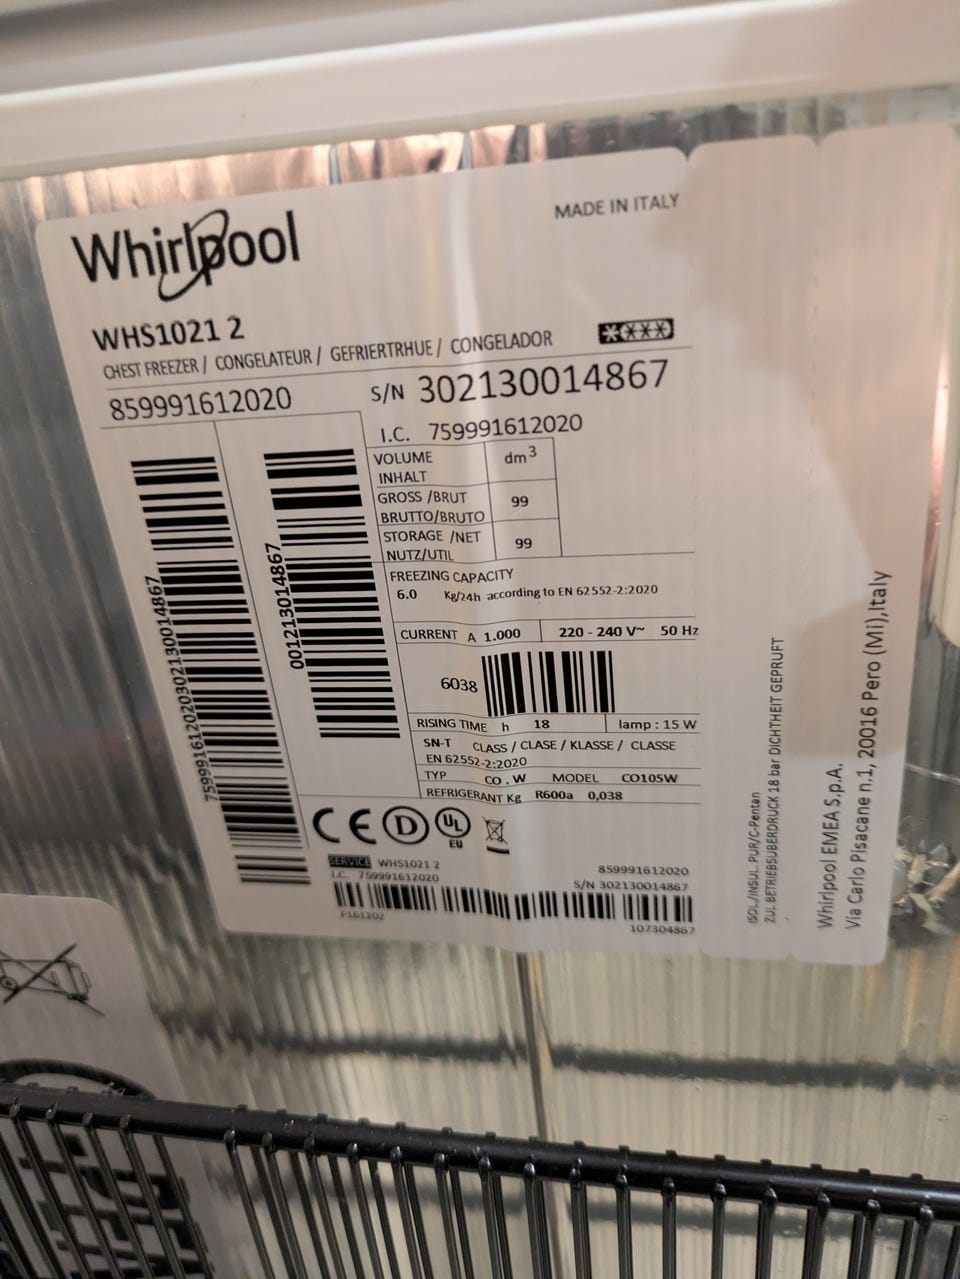 Whirlpool
MADE IN ITALY
WHS1021 2
CHEST FREEZER / CONGELATEUR / GEFRIERTRHUE / CONGELADOR
859991612020
S/N 302130014867
I.C. 759991612020
VOLUME
INHALT
dm3
GROSS /BRUT
BRUTTO/BRUTO
99
STORAGE /NET
NUTZ/UTIL
99
FREEZING CAPACITY
6.0 Kg/24h according to EN 62552-2:2020
CURRENT A 1.000 220 - 240 V~ 50 Hz
6038
RISING TIME h 18 lamp : 15 W
SN-T CLASS / CLASE / KLASSE / CLASSE
EN 62552-2:2020
TYP CO . W MODEL CO105W
REFRIGERANT Kg R600a 0,038
759991612020302130014867
001213014867
CE D UL
EU
SERVICE WHS1021 2
I.C. 759991612020
859991612020
S/N 302130014867
P161202
107304867
ISOL./INSUL. PUR/C-Pentan
ZUL BETRIEBSUBERDRUCK 18 bar DICHTHEIT GEPRUFT
Whirlpool EMEA S.p.A.
Via Carlo Pisacane n.1, 20016 Pero (Mi),Italy